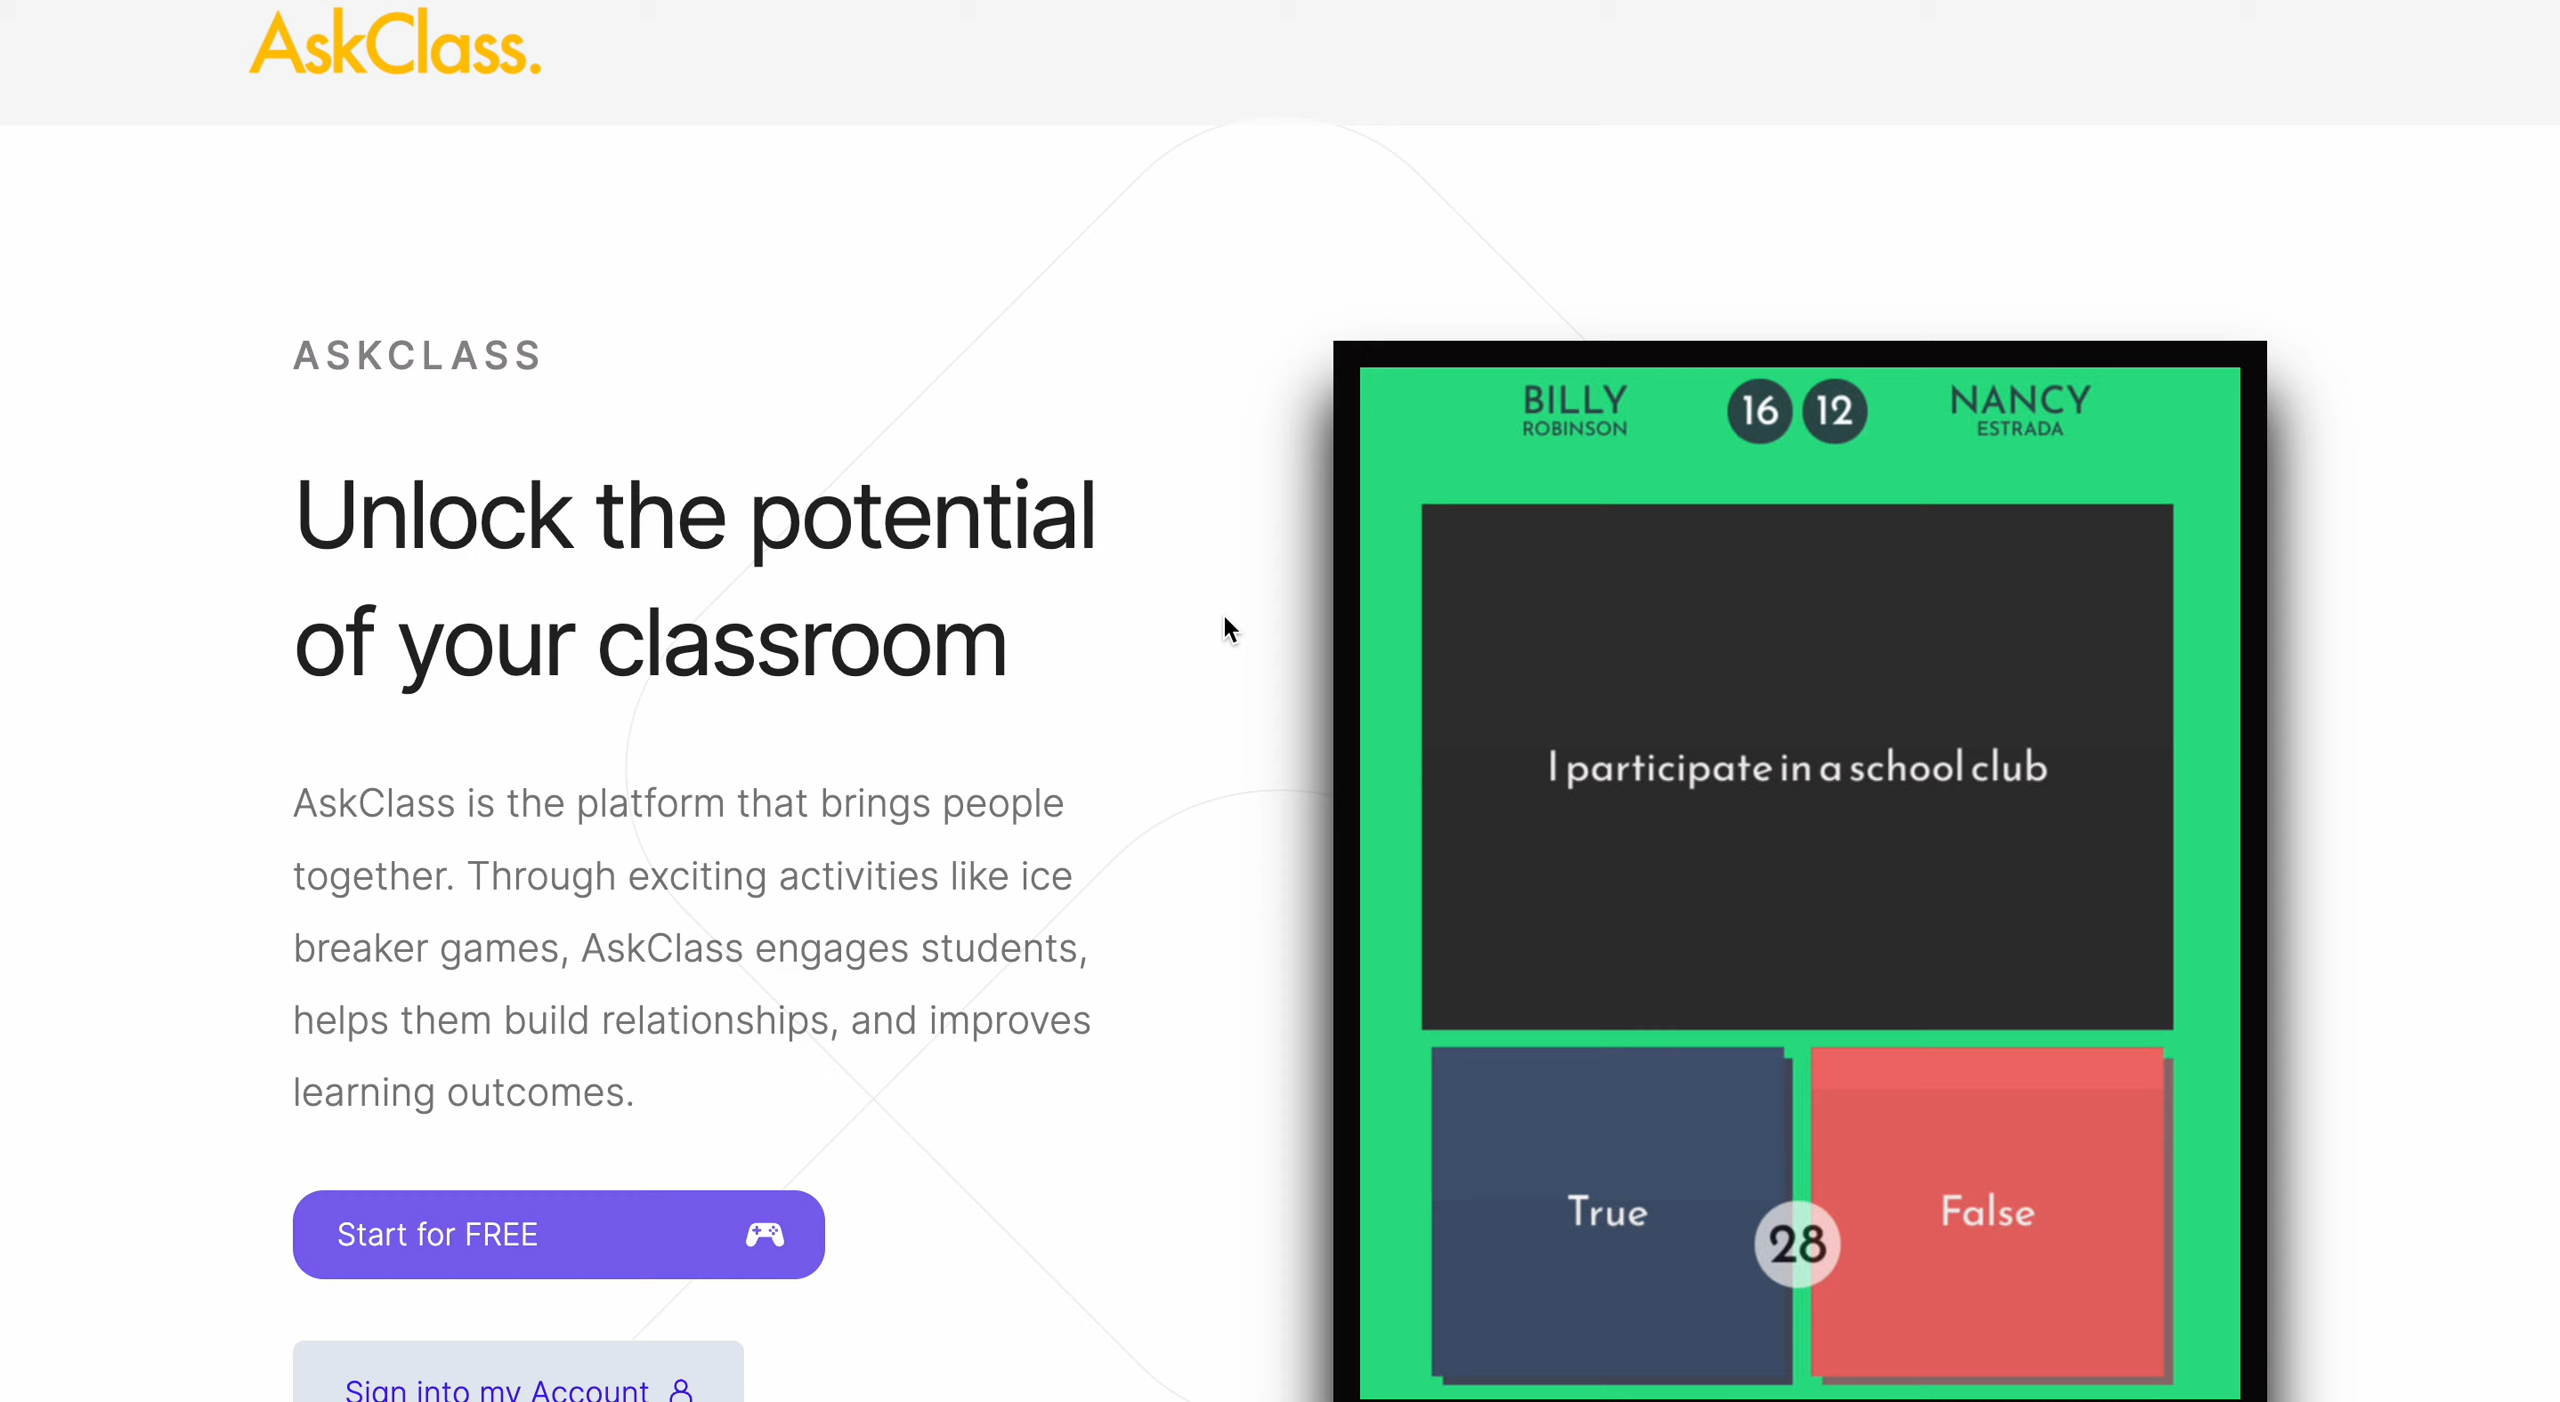 AskClass.
ASKCLASS
Unlock the potential
of your classroom
AskClass is the platform that brings people
together. Through exciting activities like ice
breaker games, AskClass engages students,
helps them build relationships, and improves
learning outcomes.
Start for FREE
Sign into my Account
BILLY
ROBINSON
16 12
NANCY
ESTRADA
I participate in a school club
True
28
False